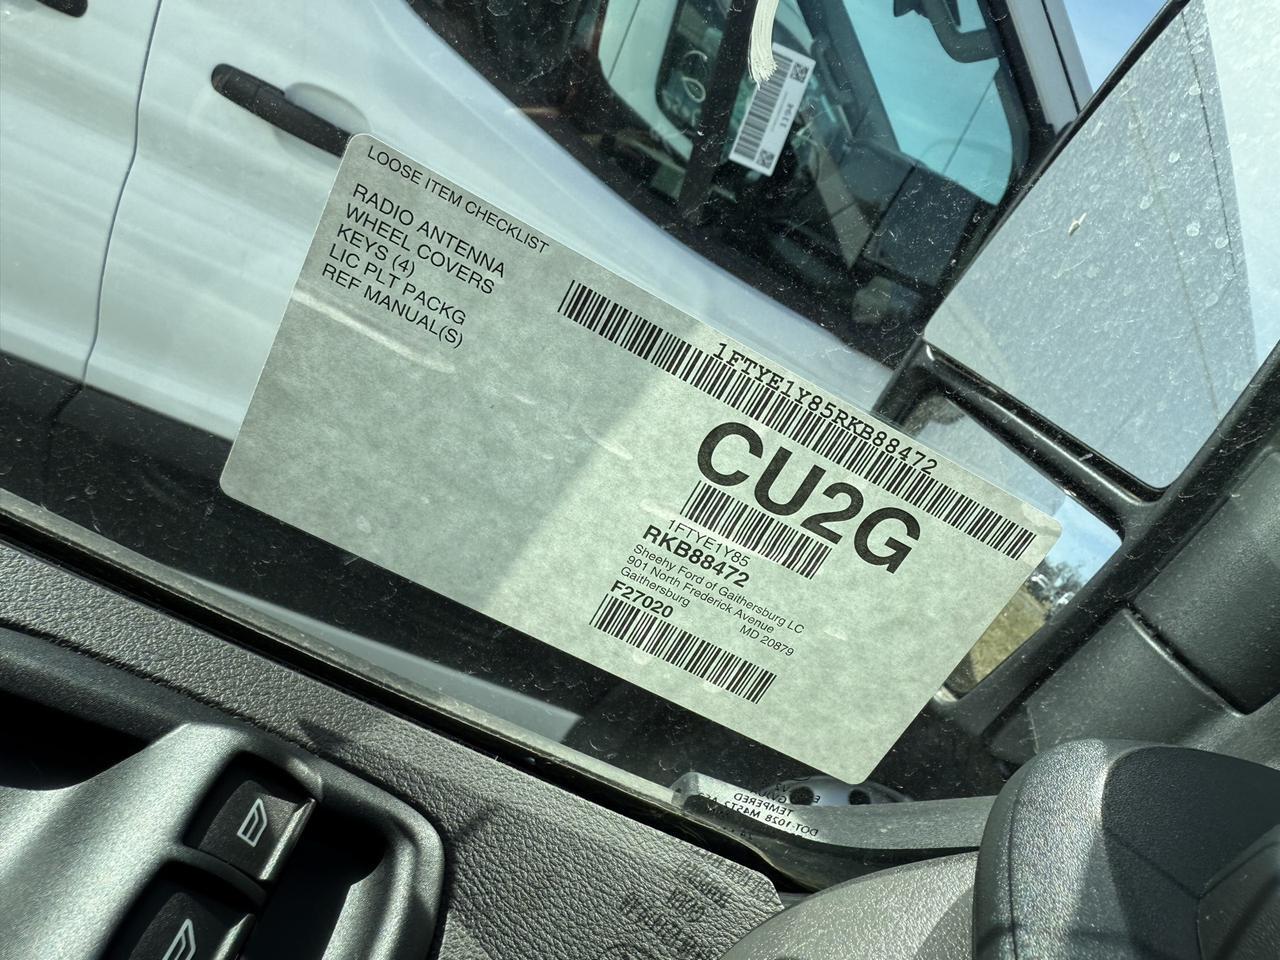 LOOSE ITEM CHECKLIST
RADIO ANTENNA
WHEEL COVERS
KEYS (4)
LIC PLT PACKG
REF MANUAL(S)
1FTYE1Y85RKB88472
CU2G
1FTYE1Y85
RKB88472
Sheehy Ford of Gaithersburg LC
901 North Frederick Avenue
Gaithersburg MD 20879
F27020
TEMPERED